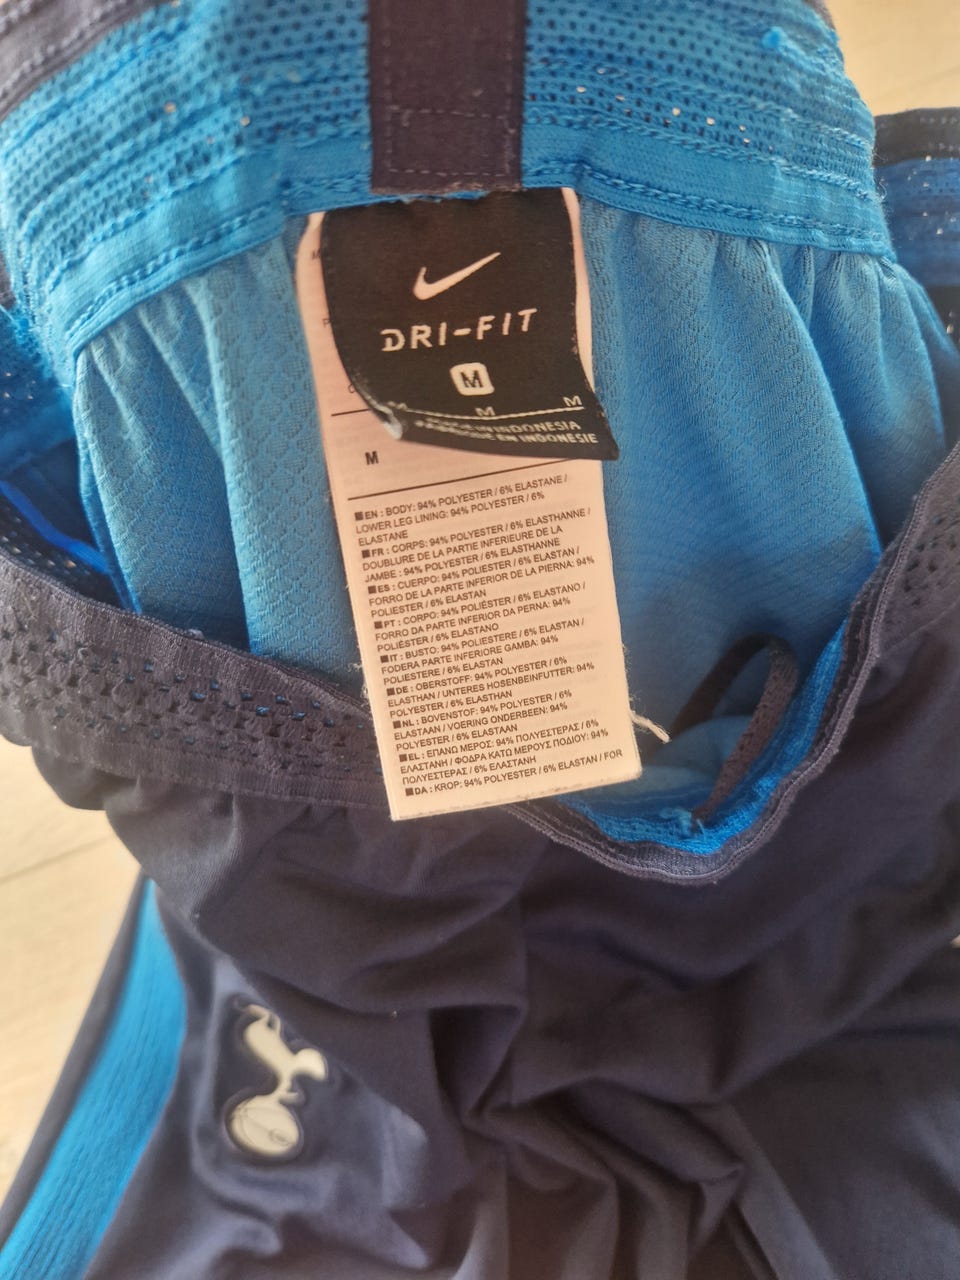 DRI-FIT
M
M M
INDONESIA
EN INDONESIE
M
EN : BODY: 94% POLYESTER / 6% ELASTANE /
LOWER LEG LINING: 94% POLYESTER / 6%
ELASTANE
FR : CORPS: 94% POLYESTER / 6% ELASTHANNE /
DOUBLURE DE LA PARTIE INFERIEURE DE LA
JAMBE : 94% POLYESTER / 6% ELASTHANNE
ES : CUERPO: 94% POLIESTER / 6% ELASTAN /
FORRO DE LA PARTE INFERIOR DE LA PIERNA: 94%
POLIESTER / 6% ELASTAN
PT : CORPO: 94% POLIÉSTER / 6% ELASTANO /
FORRO DA PARTE INFERIOR DA PERNA: 94%
POLIÉSTER / 6% ELASTANO
IT : BUSTO: 94% POLIESTERE / 6% ELASTAN /
FODERA PARTE INFERIORE GAMBA: 94%
POLIESTERE / 6% ELASTAN
DE : OBERSTOFF: 94% POLYESTER / 6%
ELASTHAN / UNTERES HOSENBEINFUTTER: 94%
POLYESTER / 6% ELASTHAN
NL : BOVENSTOF: 94% POLYESTER / 6%
ELASTAAN / VOERING ONDERBEEN: 94%
POLYESTER / 6% ELASTAAN
EL : ΕΠΑΝΩ ΜΕΡΟΣ: 94% ΠΟΛΥΕΣΤΕΡΑΣ / 6%
ΕΛΑΣΤΑΝΗ / ΦΟΔΡΑ ΚΑΤΩ ΜΕΡΟΥΣ ΠΟΔΙΟΥ: 94%
ΠΟΛΥΕΣΤΕΡΑΣ / 6% ΕΛΑΣΤΑΝΗ
DA : KROP: 94% POLYESTER / 6% ELASTAN / FOR